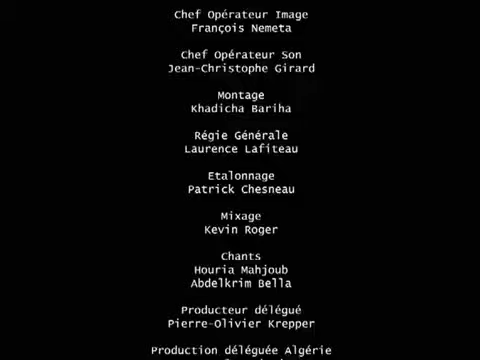 Chef Opérateur Image
François Nemeta
Chef Opérateur Son
Jean-Christophe Girard
Montage
Khadicha Bariha
Régie Générale
Laurence Lafiteau
Etalonnage
Patrick Chesneau
Mixage
Kevin Roger
Chants
Houria Mahjoub
Abdelkrim Bella
Producteur délégué
Pierre-Olivier Krepper
Production déléguée Algérie